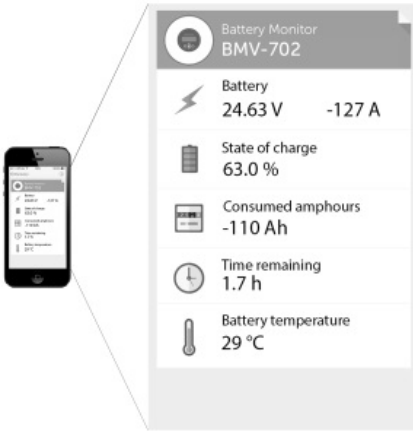 Battery Monitor
BMV-702
Battery
24.63 V -127 A
State of charge
63.0 %
Consumed amphours
-110 Ah
Time remaining
1.7 h
Battery temperature
29 °C